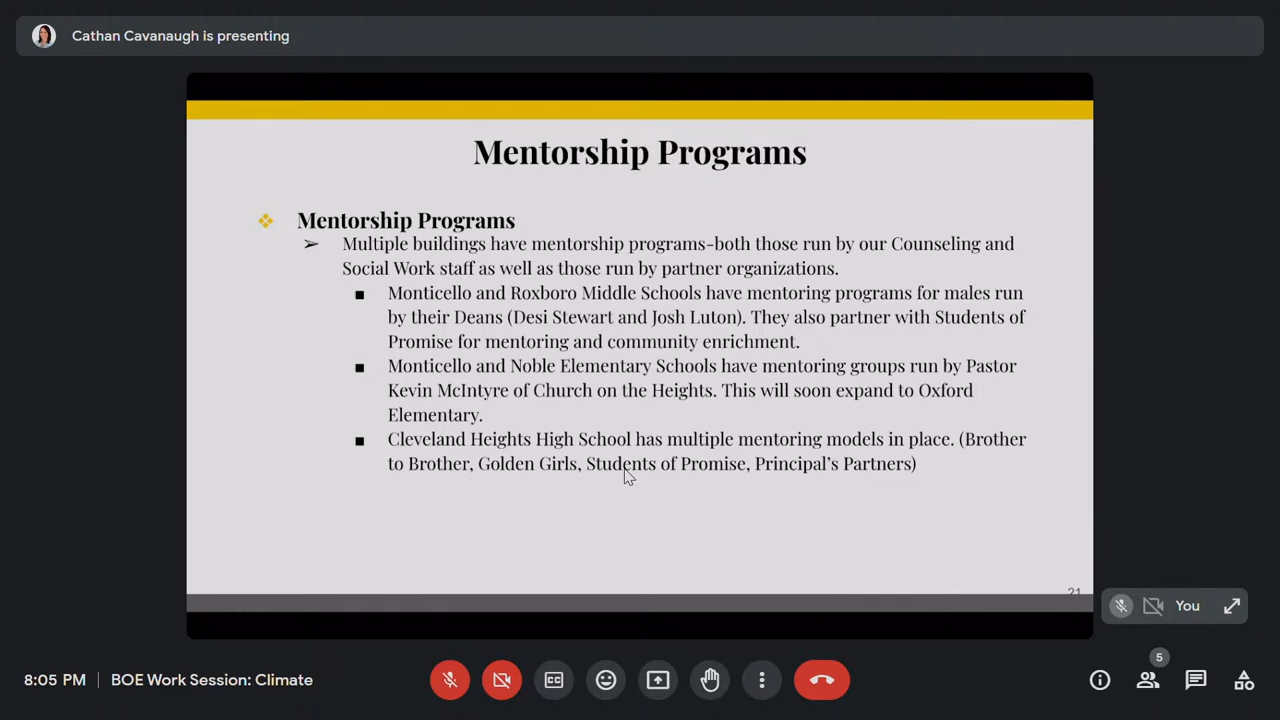 Cathan Cavanaugh is presenting
Mentorship Programs
❖ Mentorship Programs
➢ Multiple buildings have mentorship programs-both those run by our Counseling and
Social Work staff as well as those run by partner organizations.
■ Monticello and Roxboro Middle Schools have mentoring programs for males run
by their Deans (Desi Stewart and Josh Luton). They also partner with Students of
Promise for mentoring and community enrichment.
■ Monticello and Noble Elementary Schools have mentoring groups run by Pastor
Kevin McIntyre of Church on the Heights. This will soon expand to Oxford
Elementary.
■ Cleveland Heights High School has multiple mentoring models in place. (Brother
to Brother, Golden Girls, Students of Promise, Principal's Partners)
21
You
5
8:05 PM | BOE Work Session: Climate